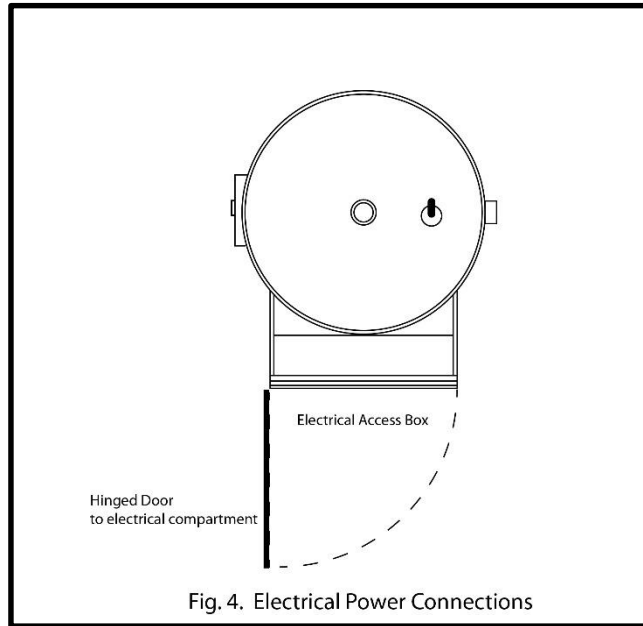 Electrical Access Box
Hinged Door
to electrical compartment
Fig. 4. Electrical Power Connections